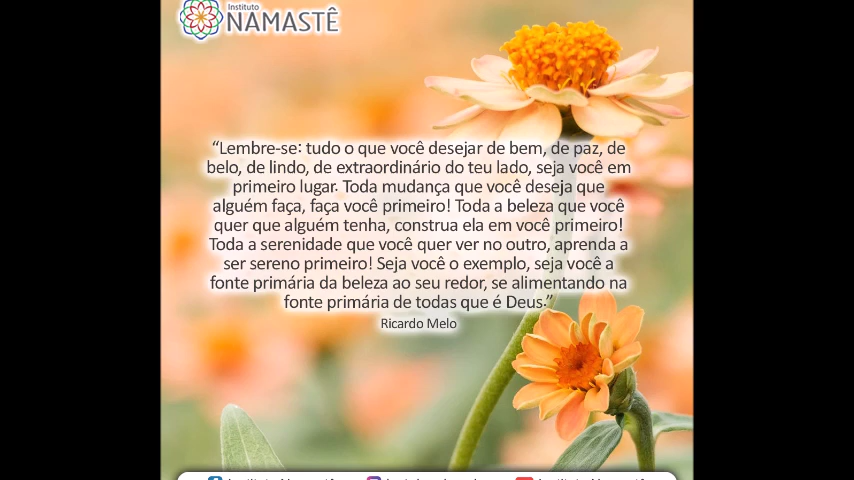 Instituto
NAMASTÊ
“Lembre-se: tudo o que você desejar de bem, de paz, de
belo, de lindo, de extraordinário do teu lado, seja você em
primeiro lugar. Toda mudança que você deseja que
alguém faça, faça você primeiro! Toda a beleza que você
quer que alguém tenha, construa ela em você primeiro!
Toda a serenidade que você quer ver no outro, aprenda a
ser sereno primeiro! Seja você o exemplo, seja você a
fonte primária da beleza ao seu redor, se alimentando na
fonte primária de todas que é Deus.”
Ricardo Melo